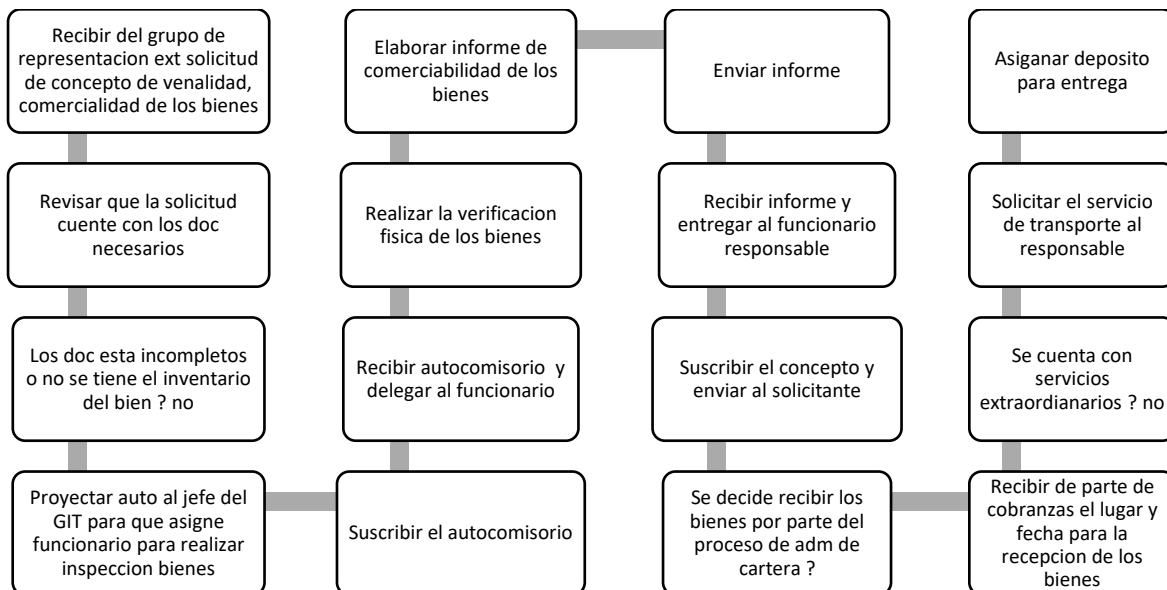 Recibir del grupo de
representacion ext solicitud
de concepto de venalidad,
comercialidad de los bienes
Revisar que la solicitud
cuente con los doc
necesarios
Los doc esta incompletos
o no se tiene el inventario
del bien ? no
Proyectar auto al jefe del
GIT para que asigne
funcionario para realizar
inspeccion bienes
Suscribir el autocomisorio
Recibir autocomisorio y
delegar al funcionario
Realizar la verificacion
fisica de los bienes
Elaborar informe de
comerciabilidad de los
bienes
Enviar informe
Recibir informe y
entregar al funcionario
responsable
Suscribir el concepto y
enviar al solicitante
Se decide recibir los
bienes por parte del
proceso de adm de
cartera ?
Recibir de parte de
cobranzas el lugar y
fecha para la
recepcion de los
bienes
Se cuenta con
servicios
extraordianarios ? no
Solicitar el servicio
de transporte al
responsable
Asiganar deposito
para entrega